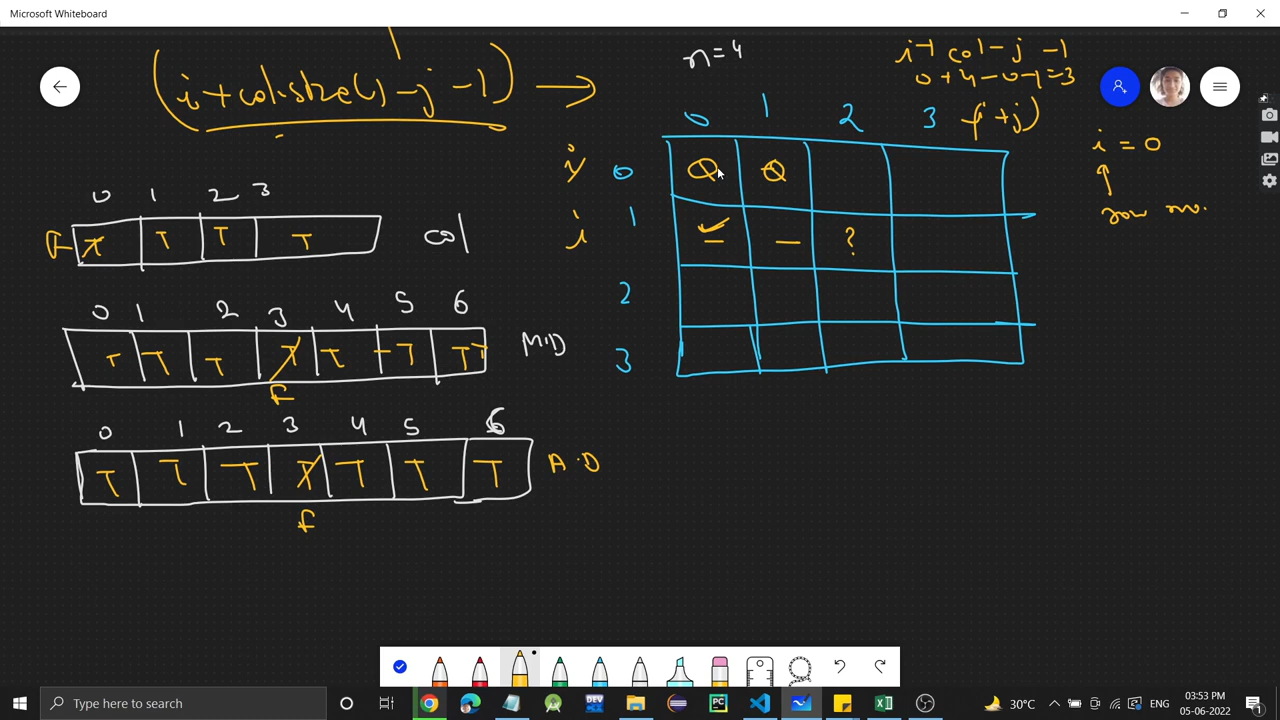 Microsoft Whiteboard
(i+col.size()-j-1) →
n=4
i+ col - j -1
0+4-0-1=3
(i+j)
i = 0
row no.
0 1 2 3
0 Q Q
1 ?
2
3
i
i
0 1 2 3
F T T T T col
0 1 2 3 4 5 6
T T T T T T T M.D
F
0 1 2 3 4 5 6
T T T T T T T A.D
F
Type here to search
30°C
ENG
03:53 PM
05-06-2022
PC
DEV